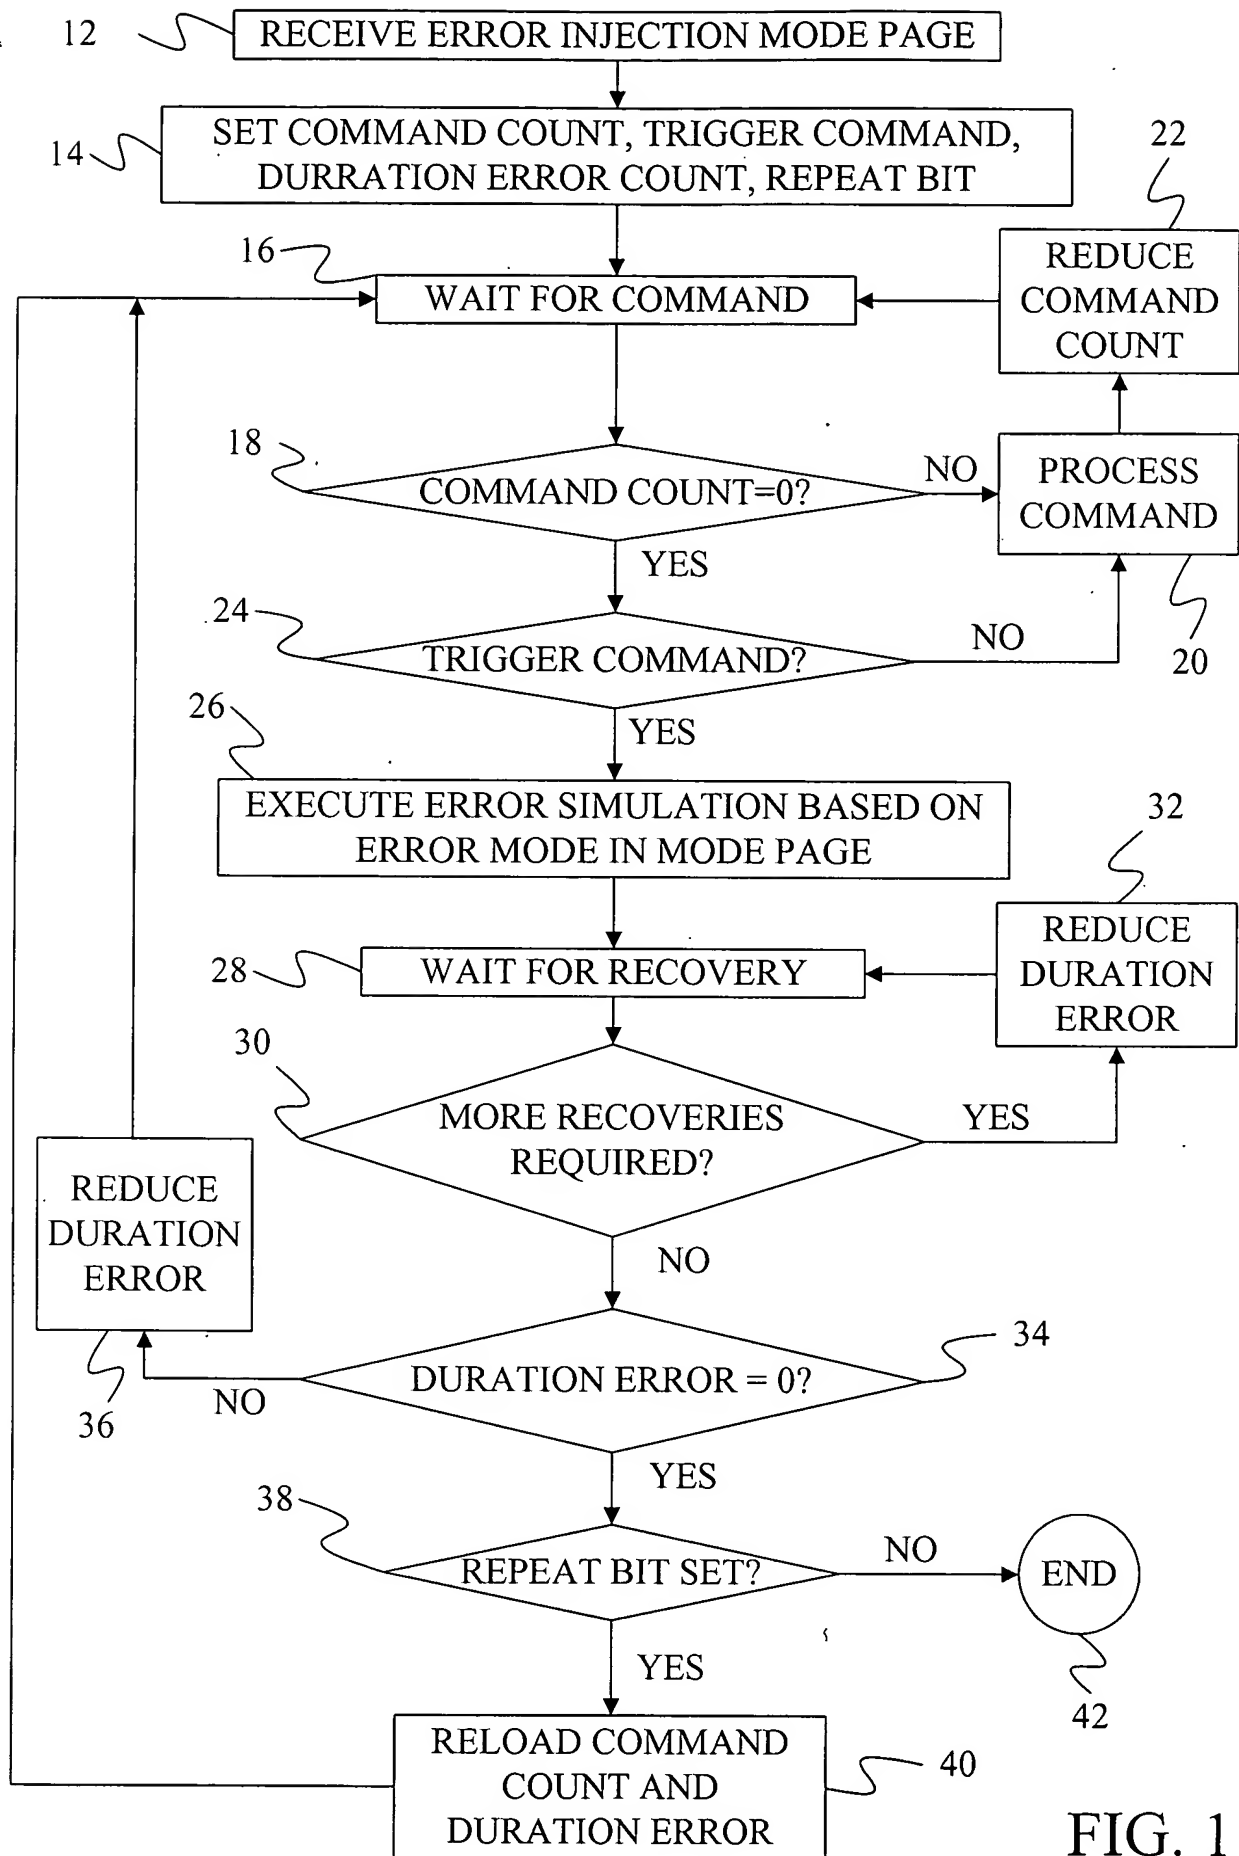 12
RECEIVE ERROR INJECTION MODE PAGE
14
SET COMMAND COUNT, TRIGGER COMMAND,
DURRATION ERROR COUNT, REPEAT BIT
22
REDUCE
COMMAND
COUNT
16
WAIT FOR COMMAND
18
COMMAND COUNT=0?
NO
PROCESS
COMMAND
20
YES
24
TRIGGER COMMAND?
NO
YES
26
EXECUTE ERROR SIMULATION BASED ON
ERROR MODE IN MODE PAGE
32
REDUCE
DURATION
ERROR
28
WAIT FOR RECOVERY
30
MORE RECOVERIES
REQUIRED?
YES
NO
REDUCE
DURATION
ERROR
36
34
DURATION ERROR = 0?
NO
YES
38
REPEAT BIT SET?
NO
END
42
YES
RELOAD COMMAND
COUNT AND
DURATION ERROR
40
FIG. 1